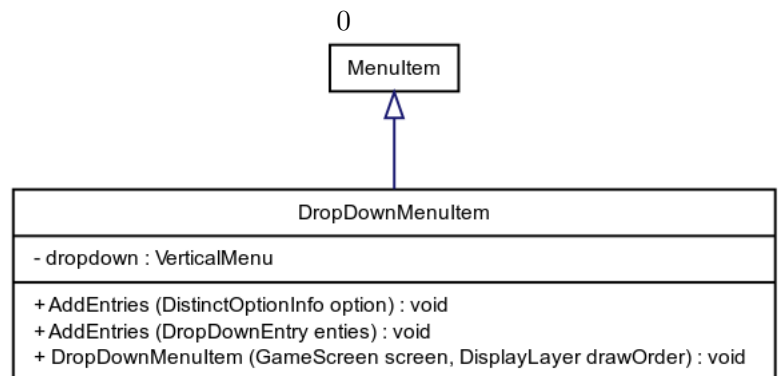 0
MenuItem
DropDownMenuItem
- dropdown : VerticalMenu
+ AddEntries (DistinctOptionInfo option) : void
+ AddEntries (DropDownEntry enties) : void
+ DropDownMenuItem (GameScreen screen, DisplayLayer drawOrder) : void